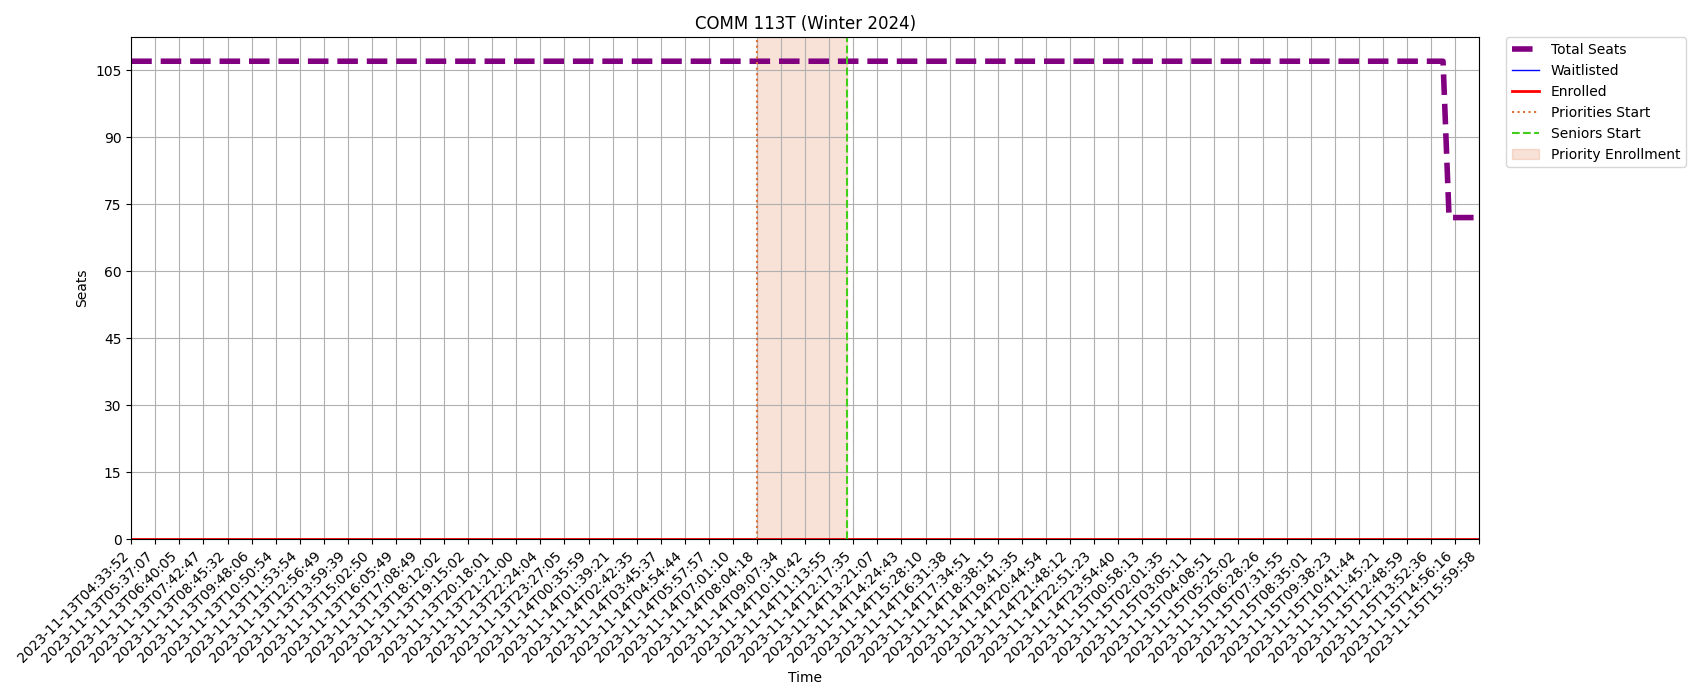 COMM 113T (Winter 2024)
Total Seats
Waitlisted
Enrolled
Priorities Start
Seniors Start
Priority Enrollment
Seats
105
90
75
60
45
30
15
0
2023-11-13T04:33:52
2023-11-13T05:37:07
2023-11-13T06:40:05
2023-11-13T07:42:47
2023-11-13T08:45:32
2023-11-13T09:48:06
2023-11-13T10:50:54
2023-11-13T11:53:54
2023-11-13T12:56:49
2023-11-13T13:59:39
2023-11-13T15:02:50
2023-11-13T16:05:49
2023-11-13T17:08:49
2023-11-13T18:12:02
2023-11-13T19:15:02
2023-11-13T20:18:01
2023-11-13T21:21:00
2023-11-13T22:24:04
2023-11-13T23:27:05
2023-11-14T00:35:59
2023-11-14T01:39:21
2023-11-14T02:42:35
2023-11-14T03:45:37
2023-11-14T04:54:44
2023-11-14T05:57:57
2023-11-14T07:01:10
2023-11-14T08:04:18
2023-11-14T09:07:34
2023-11-14T10:10:42
2023-11-14T11:13:55
2023-11-14T12:17:35
2023-11-14T13:21:07
2023-11-14T14:24:43
2023-11-14T15:28:10
2023-11-14T16:31:38
2023-11-14T17:34:51
2023-11-14T18:38:15
2023-11-14T19:41:35
2023-11-14T20:44:54
2023-11-14T21:48:12
2023-11-14T22:51:23
2023-11-14T23:54:40
2023-11-15T00:58:13
2023-11-15T02:01:35
2023-11-15T03:05:11
2023-11-15T04:08:51
2023-11-15T05:25:02
2023-11-15T06:28:26
2023-11-15T07:31:55
2023-11-15T08:35:01
2023-11-15T09:38:23
2023-11-15T10:41:44
2023-11-15T11:45:21
2023-11-15T12:48:59
2023-11-15T13:52:36
2023-11-15T14:56:16
2023-11-15T15:59:58
Time